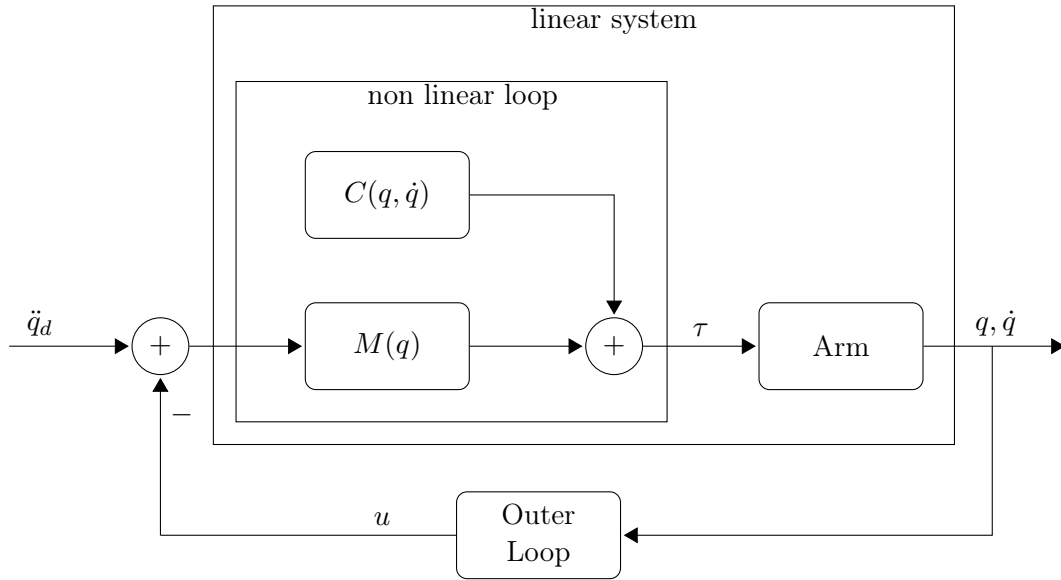 linear system
non linear loop
C(q, q̇)
q̈_d
+
M(q)
+
τ
Arm
q, q̇
−
u
Outer
Loop